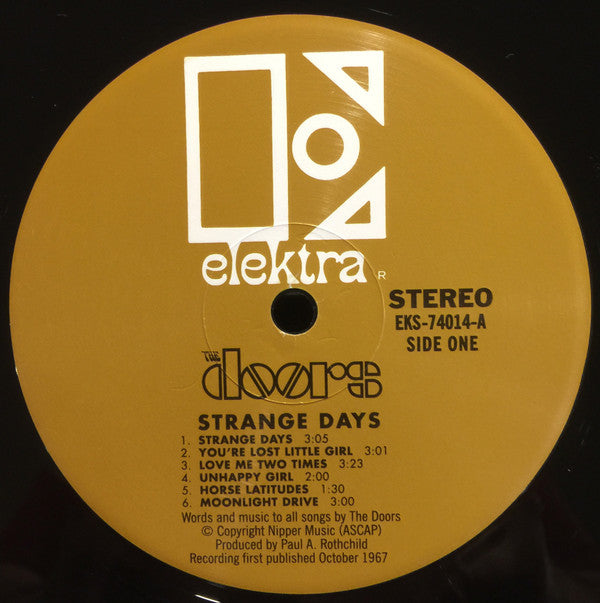 elektra R
STEREO
EKS-74014-A
SIDE ONE
THE doors
STRANGE DAYS
1. STRANGE DAYS 3:05
2. YOU'RE LOST LITTLE GIRL 3:01
3. LOVE ME TWO TIMES 3:23
4. UNHAPPY GIRL 2:00
5. HORSE LATITUDES 1:30
6. MOONLIGHT DRIVE 3:00
Words and music to all songs by The Doors
© Copyright Nipper Music (ASCAP)
Produced by Paul A. Rothchild
Recording first published October 1967